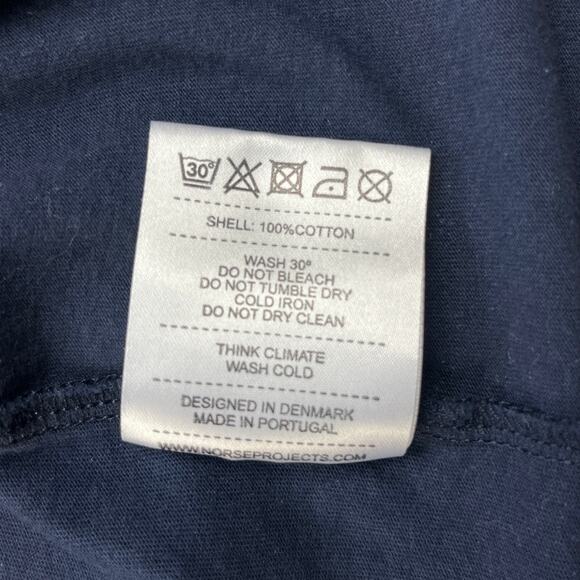 30°
SHELL: 100%COTTON
WASH 30º
DO NOT BLEACH
DO NOT TUMBLE DRY
COLD IRON
DO NOT DRY CLEAN
THINK CLIMATE
WASH COLD
DESIGNED IN DENMARK
MADE IN PORTUGAL
WWW.NORSEPROJECTS.COM